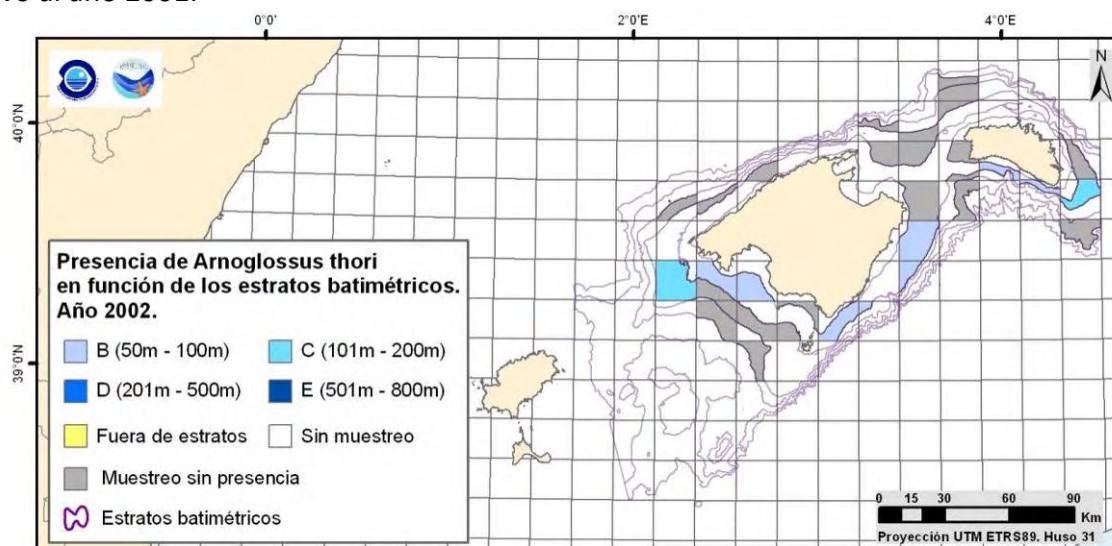 0°0'
2°0'E
4°0'E
N
40°0'N
39°0'N
Presencia de Arnoglossus thori
en función de los estratos batimétricos.
Año 2002.
B (50m - 100m)
C (101m - 200m)
D (201m - 500m)
E (501m - 800m)
Fuera de estratos
Sin muestreo
Muestreo sin presencia
Estratos batimétricos
0 15 30 60 90
Km
Proyección UTM ETRS89. Huso 31